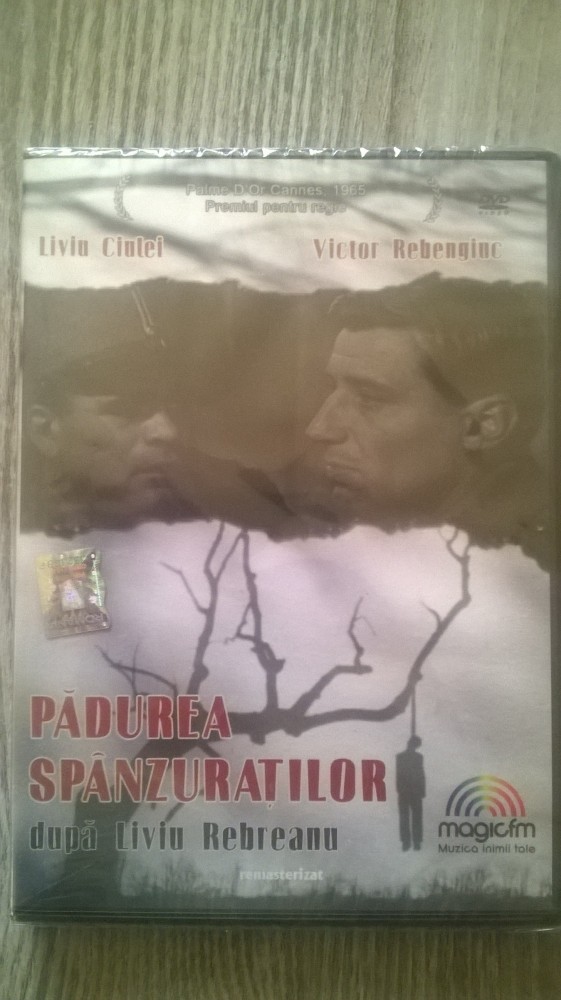 Palme D'Or Cannes, 1965
Premiul pentru regie
DVD
VIDEO
Liviu Ciulei
Victor Rebengiuc
PĂDUREA
SPÂNZURAȚILOR
după Liviu Rebreanu
magicfm
Muzica inimii tale
remasterizat